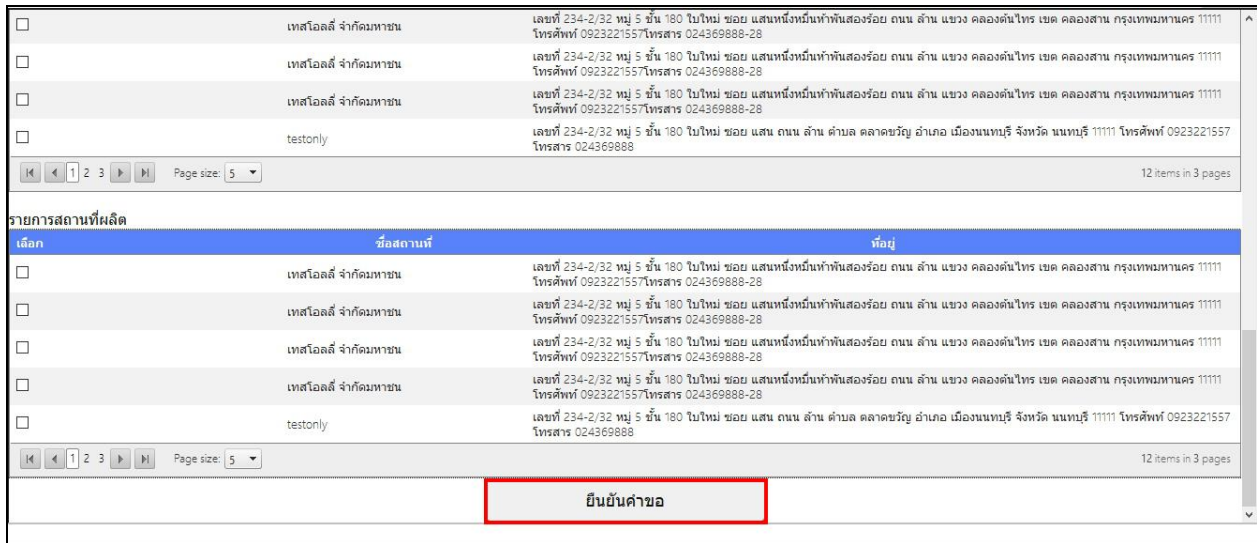 เทสโอลลี่ จำกัดมหาชน เลขที่ 234-2/32 หมู่ 5 ชั้น 180 ใบใหม่ ซอย แสนหนึ่งหมื่นห้าพันสองร้อย ถนน ล้าน แขวง คลองต้นไทร เขต คลองสาน กรุงเทพมหานคร 11111
โทรศัพท์ 0923221557โทรสาร 024369888-28
เทสโอลลี่ จำกัดมหาชน เลขที่ 234-2/32 หมู่ 5 ชั้น 180 ใบใหม่ ซอย แสนหนึ่งหมื่นห้าพันสองร้อย ถนน ล้าน แขวง คลองต้นไทร เขต คลองสาน กรุงเทพมหานคร 11111
โทรศัพท์ 0923221557โทรสาร 024369888-28
เทสโอลลี่ จำกัดมหาชน เลขที่ 234-2/32 หมู่ 5 ชั้น 180 ใบใหม่ ซอย แสนหนึ่งหมื่นห้าพันสองร้อย ถนน ล้าน แขวง คลองต้นไทร เขต คลองสาน กรุงเทพมหานคร 11111
โทรศัพท์ 0923221557โทรสาร 024369888-28
testonly เลขที่ 234-2/32 หมู่ 5 ชั้น 180 ใบใหม่ ซอย แสน ถนน ล้าน ตำบล ตลาดขวัญ อำเภอ เมืองนนทบุรี จังหวัด นนทบุรี 11111 โทรศัพท์ 0923221557
โทรสาร 024369888
1 2 3 Page size: 5 12 items in 3 pages
รายการสถานที่ผลิต
เลือก ชื่อสถานที่ ที่อยู่
เทสโอลลี่ จำกัดมหาชน เลขที่ 234-2/32 หมู่ 5 ชั้น 180 ใบใหม่ ซอย แสนหนึ่งหมื่นห้าพันสองร้อย ถนน ล้าน แขวง คลองต้นไทร เขต คลองสาน กรุงเทพมหานคร 11111
โทรศัพท์ 0923221557โทรสาร 024369888-28
เทสโอลลี่ จำกัดมหาชน เลขที่ 234-2/32 หมู่ 5 ชั้น 180 ใบใหม่ ซอย แสนหนึ่งหมื่นห้าพันสองร้อย ถนน ล้าน แขวง คลองต้นไทร เขต คลองสาน กรุงเทพมหานคร 11111
โทรศัพท์ 0923221557โทรสาร 024369888-28
เทสโอลลี่ จำกัดมหาชน เลขที่ 234-2/32 หมู่ 5 ชั้น 180 ใบใหม่ ซอย แสนหนึ่งหมื่นห้าพันสองร้อย ถนน ล้าน แขวง คลองต้นไทร เขต คลองสาน กรุงเทพมหานคร 11111
โทรศัพท์ 0923221557โทรสาร 024369888-28
เทสโอลลี่ จำกัดมหาชน เลขที่ 234-2/32 หมู่ 5 ชั้น 180 ใบใหม่ ซอย แสนหนึ่งหมื่นห้าพันสองร้อย ถนน ล้าน แขวง คลองต้นไทร เขต คลองสาน กรุงเทพมหานคร 11111
โทรศัพท์ 0923221557โทรสาร 024369888-28
testonly เลขที่ 234-2/32 หมู่ 5 ชั้น 180 ใบใหม่ ซอย แสน ถนน ล้าน ตำบล ตลาดขวัญ อำเภอ เมืองนนทบุรี จังหวัด นนทบุรี 11111 โทรศัพท์ 0923221557
โทรสาร 024369888
1 2 3 Page size: 5 12 items in 3 pages
ยืนยันคำขอ